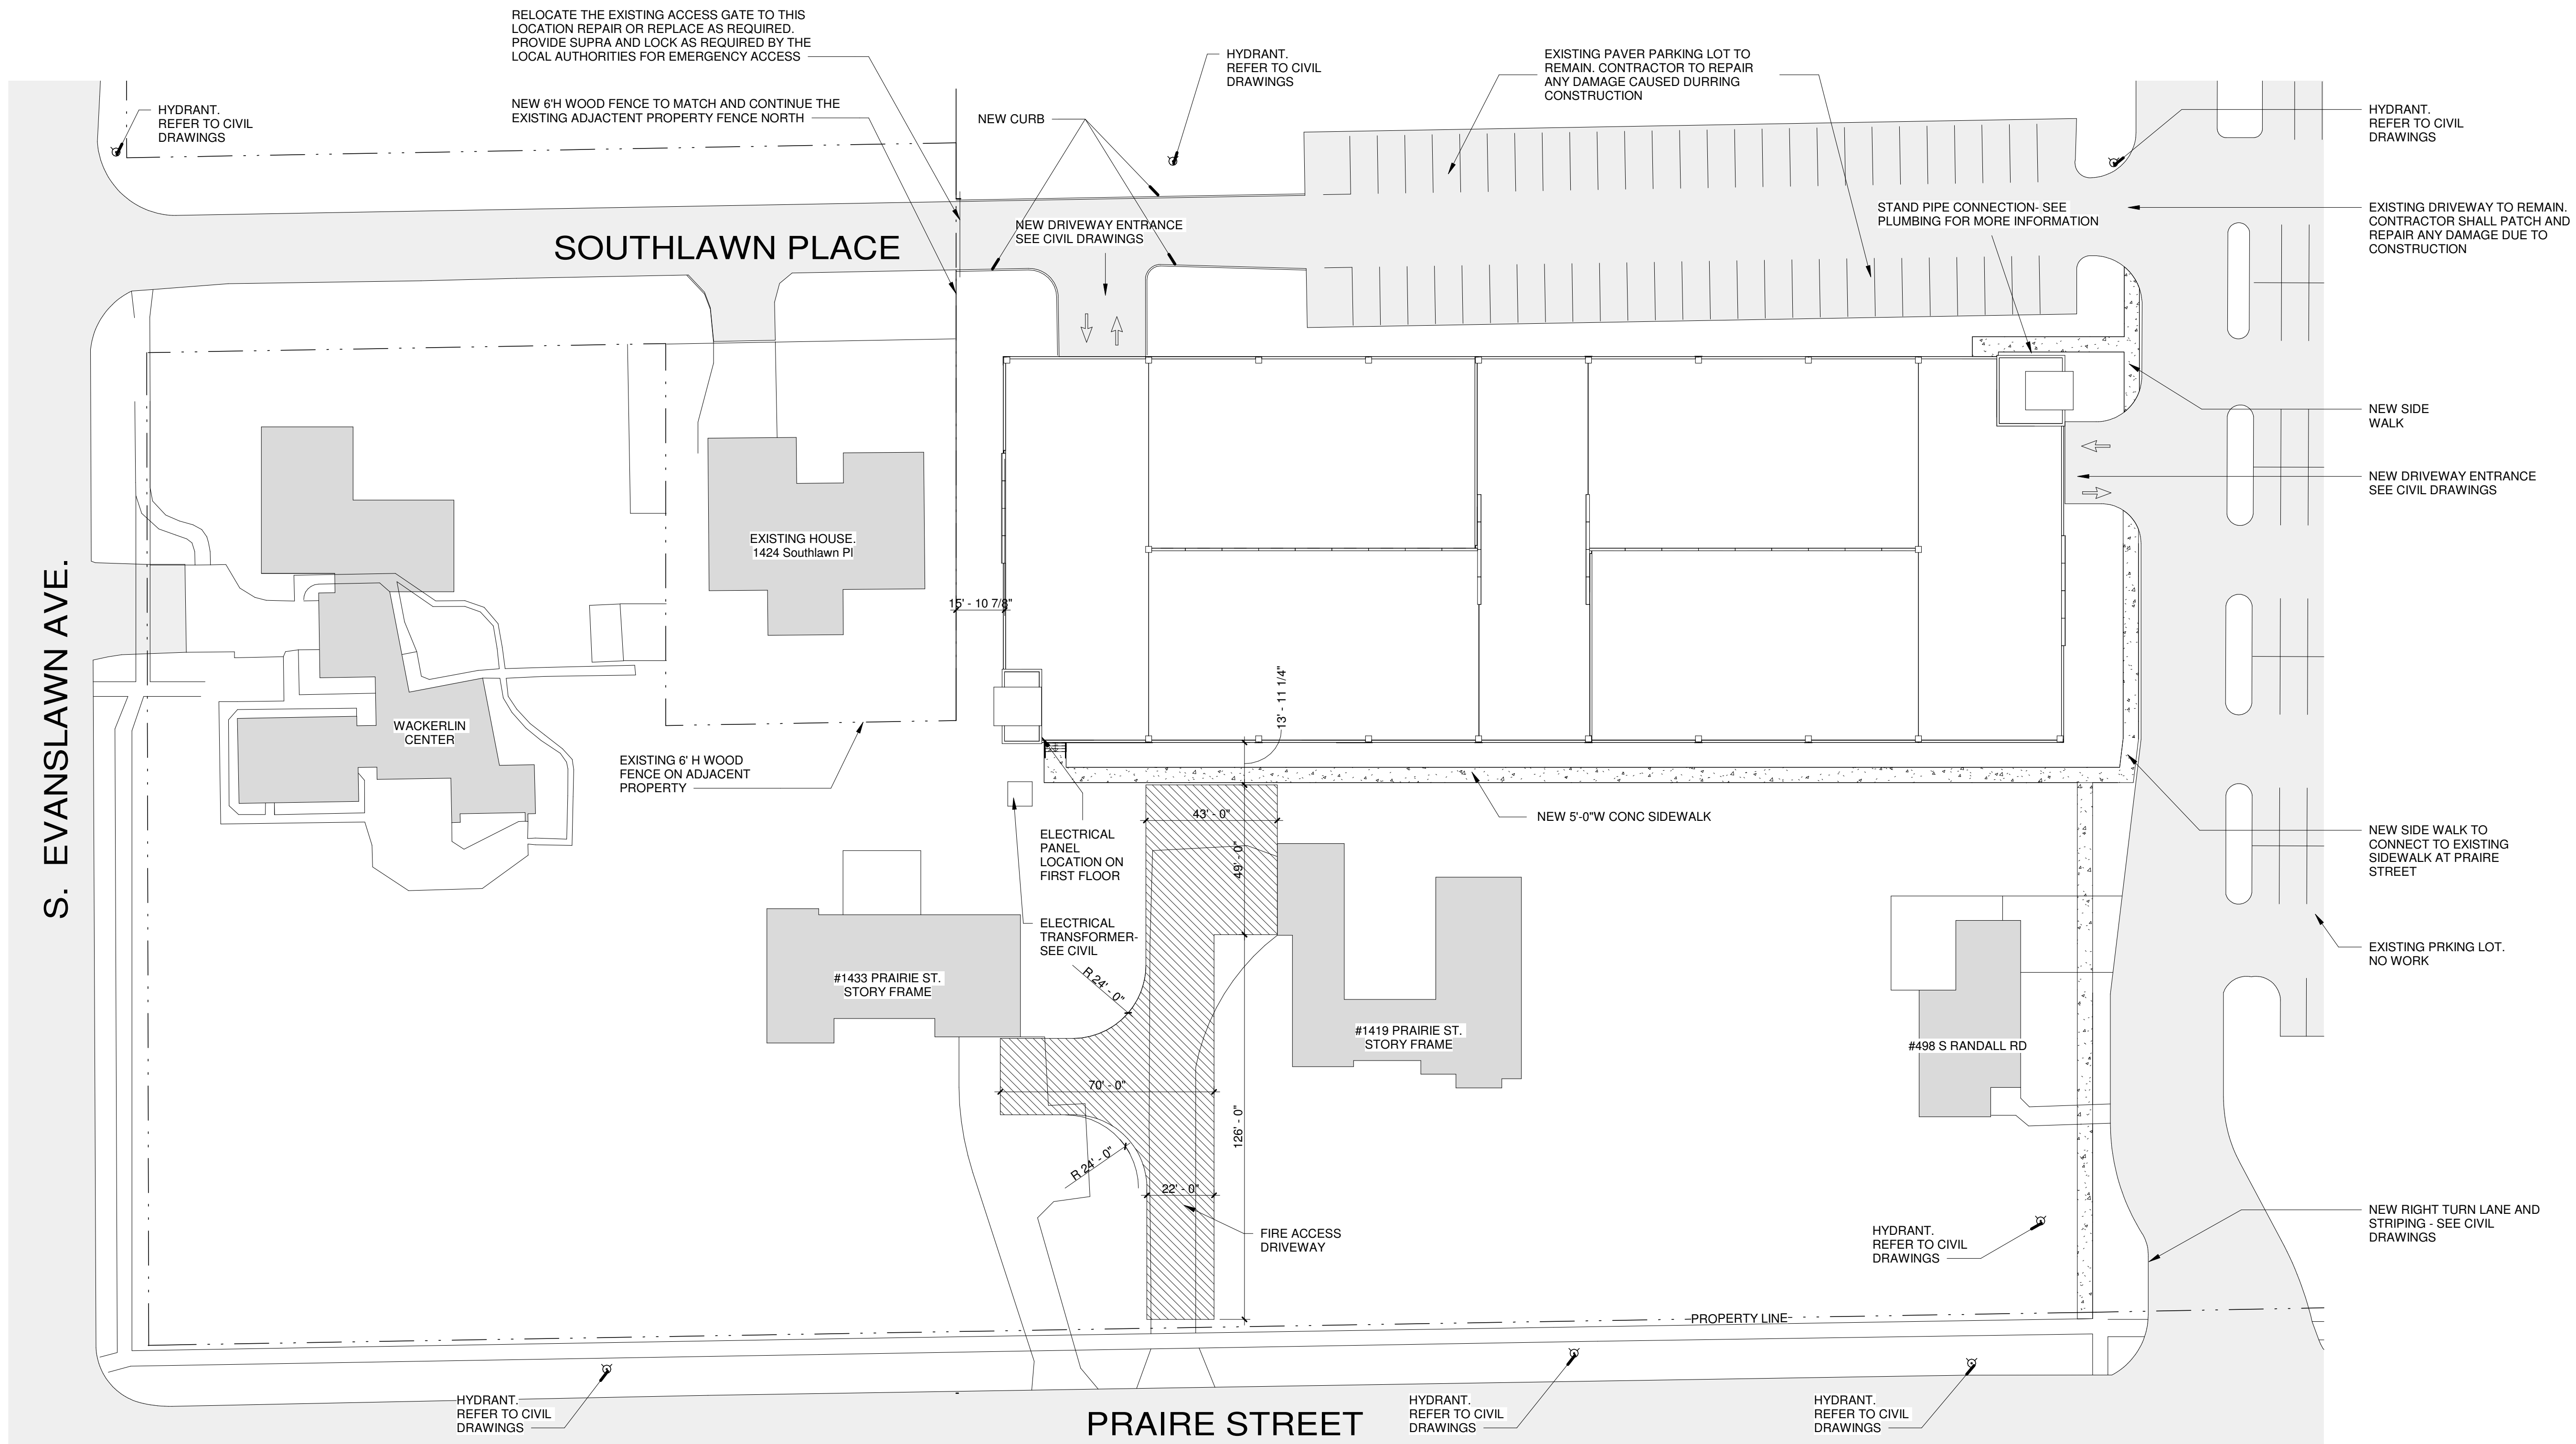 RELOCATE THE EXISTING ACCESS GATE TO THIS
LOCATION REPAIR OR REPLACE AS REQUIRED.
PROVIDE SUPRA AND LOCK AS REQUIRED BY THE
LOCAL AUTHORITIES FOR EMERGENCY ACCESS
HYDRANT.
REFER TO CIVIL
DRAWINGS
EXISTING PAVER PARKING LOT TO
REMAIN. CONTRACTOR TO REPAIR
ANY DAMAGE CAUSED DURRING
CONSTRUCTION
HYDRANT.
REFER TO CIVIL
DRAWINGS
NEW 6'H WOOD FENCE TO MATCH AND CONTINUE THE
EXISTING ADJACTENT PROPERTY FENCE NORTH
NEW CURB
HYDRANT.
REFER TO CIVIL
DRAWINGS
STAND PIPE CONNECTION- SEE
PLUMBING FOR MORE INFORMATION
EXISTING DRIVEWAY TO REMAIN.
CONTRACTOR SHALL PATCH AND
REPAIR ANY DAMAGE DUE TO
CONSTRUCTION
NEW DRIVEWAY ENTRANCE
SEE CIVIL DRAWINGS
SOUTHLAWN PLACE
NEW SIDE
WALK
NEW DRIVEWAY ENTRANCE
SEE CIVIL DRAWINGS
EXISTING HOUSE.
1424 Southlawn Pl
15' - 10 7/8"
S. EVANSLAWN AVE.
13' - 11 1/4"
WACKERLIN
CENTER
EXISTING 6' H WOOD
FENCE ON ADJACENT
PROPERTY
43' - 0"
49' - 0"
NEW 5'-0"W CONC SIDEWALK
ELECTRICAL
PANEL
LOCATION ON
FIRST FLOOR
NEW SIDE WALK TO
CONNECT TO EXISTING
SIDEWALK AT PRAIRE
STREET
ELECTRICAL
TRANSFORMER-
SEE CIVIL
EXISTING PRKING LOT.
NO WORK
#1433 PRAIRIE ST.
STORY FRAME
R 24' - 0"
#1419 PRAIRIE ST.
STORY FRAME
#498 S RANDALL RD
70' - 0"
126' - 0"
R 24' - 0"
22' - 0"
FIRE ACCESS
DRIVEWAY
HYDRANT.
REFER TO CIVIL
DRAWINGS
NEW RIGHT TURN LANE AND
STRIPING - SEE CIVIL
DRAWINGS
PROPERTY LINE
HYDRANT.
REFER TO CIVIL
DRAWINGS
PRAIRE STREET
HYDRANT.
REFER TO CIVIL
DRAWINGS
HYDRANT.
REFER TO CIVIL
DRAWINGS